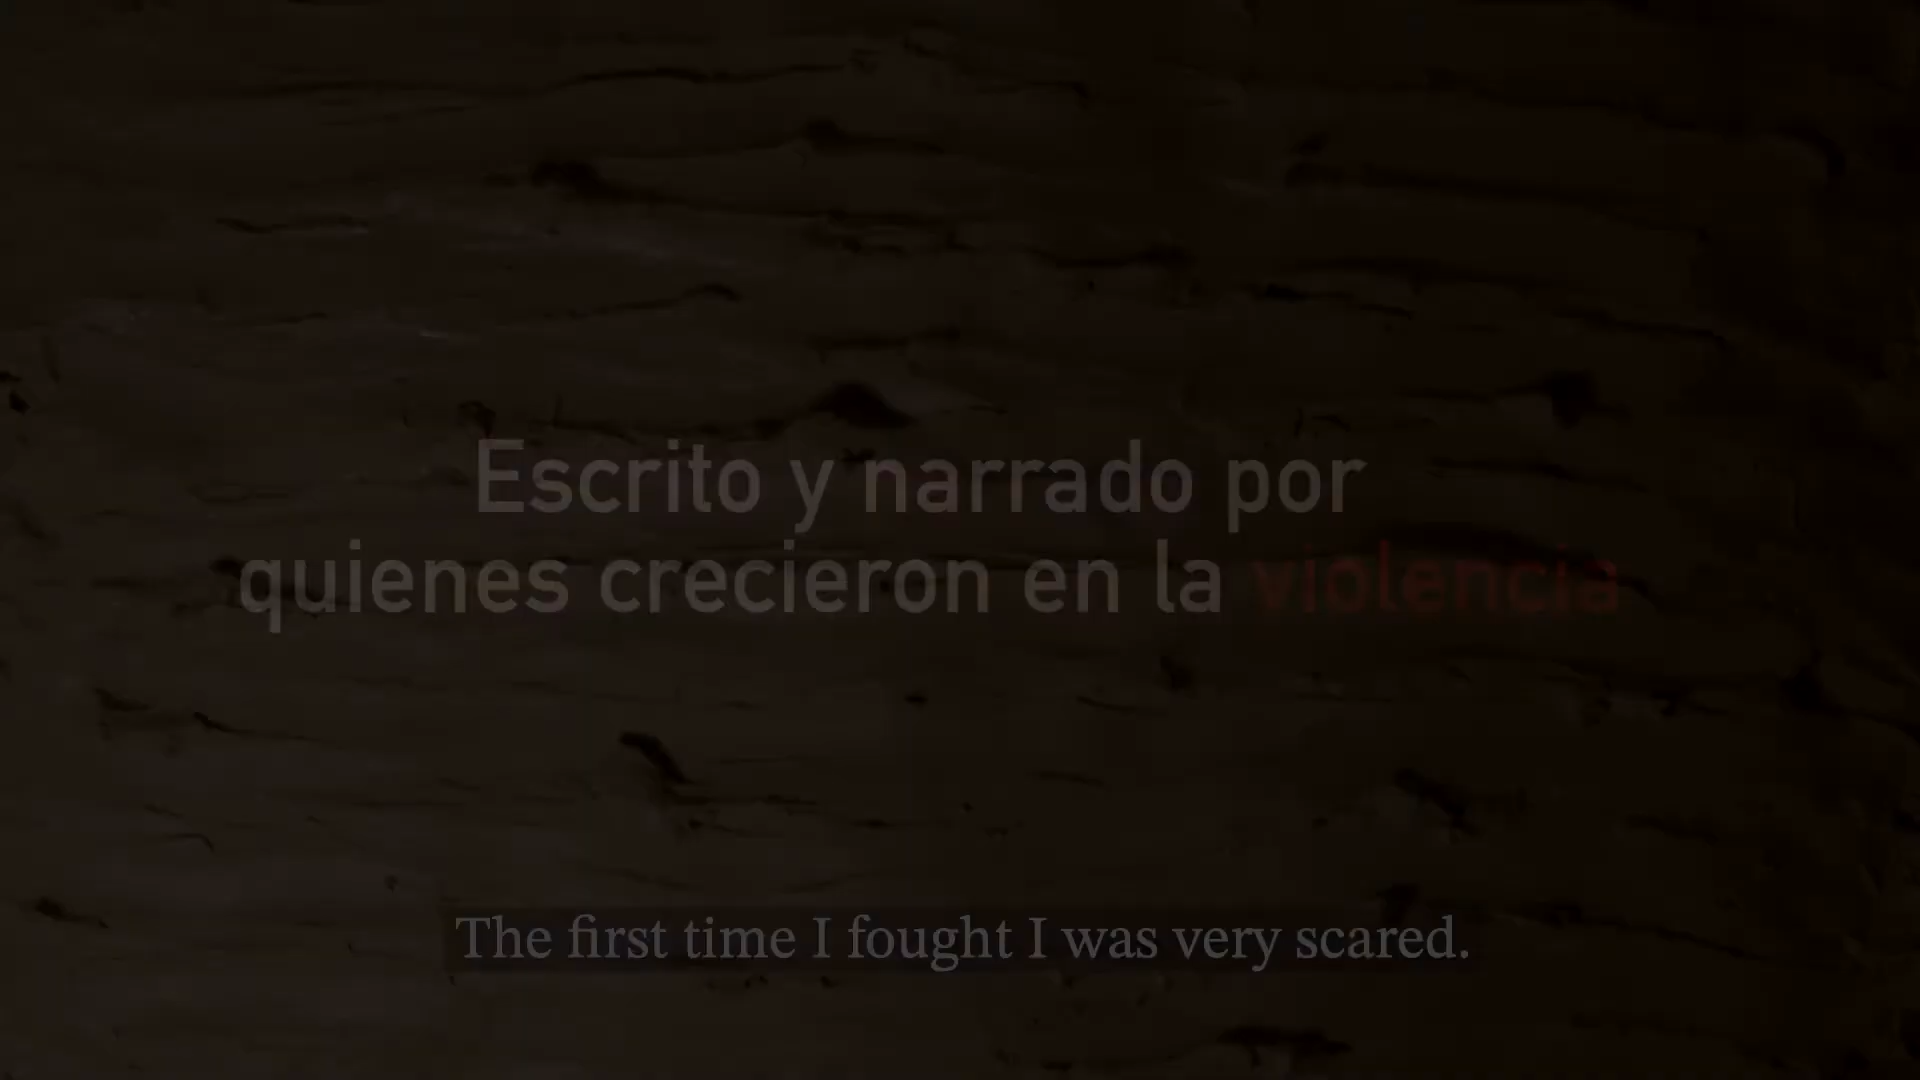 Escrito y narrado por
quienes crecieron en la violencia
The first time I fought I was very scared.